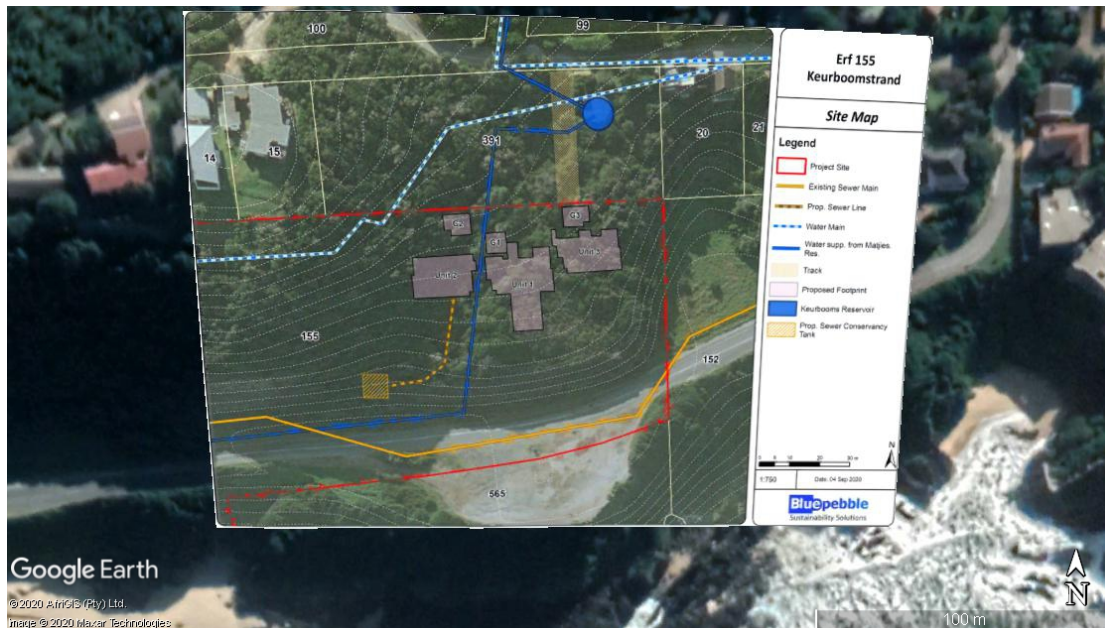 100
99
14
15
391
20
21
G2
G1
G3
Unit 2
Unit 1
155
152
565
Erf 155
Keurboomstrand
Site Map
Legend
Project Site
Existing Sewer Main
Prop. Sewer Line
Water Main
Water supp. from Matjies.
Res.
Track
Proposed Footprint
Keurbooms Reservoir
Prop. Sewer Conservancy
Tank
N
1:750
Date: 04 Sep 2020
Bluepebble
Sustainability Solutions
Google Earth
© 2020 AfriGIS (Pty) Ltd.
Image © 2020 Maxar Technologies
N
100 m